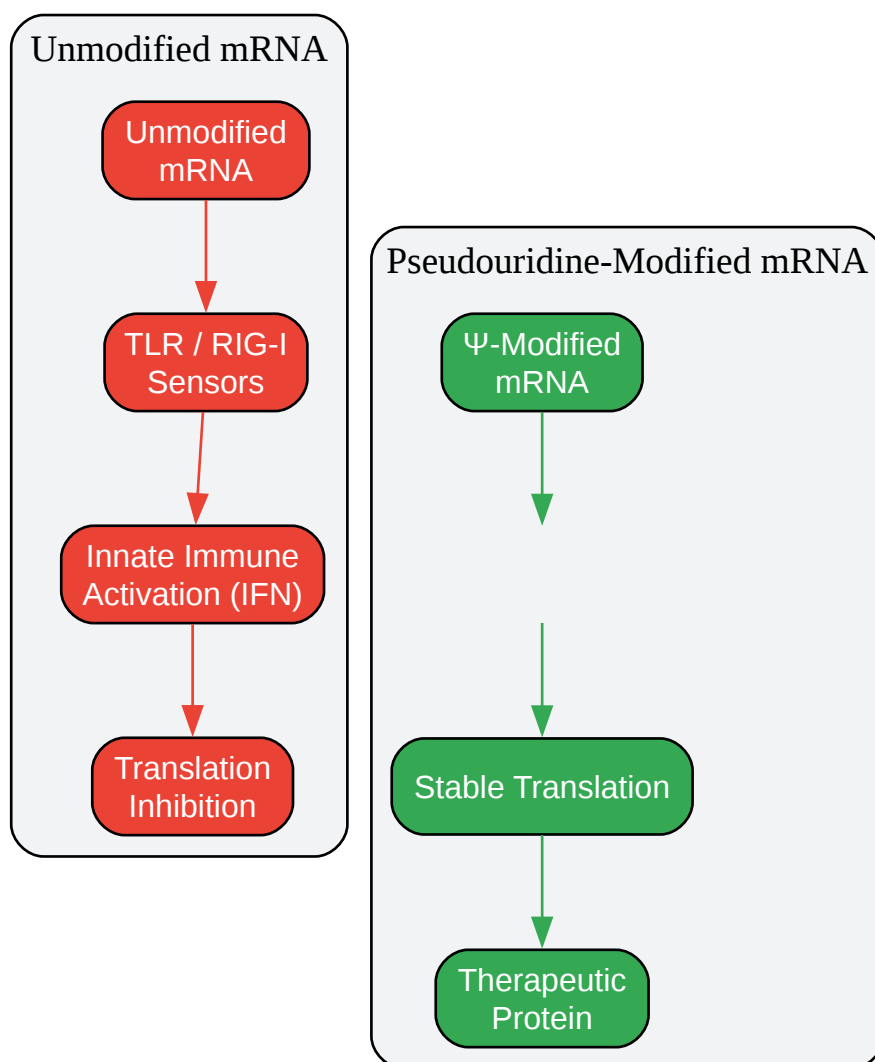 Unmodified mRNA
Unmodified
mRNA
TLR / RIG-I
Sensors
Innate Immune
Activation (IFN)
Translation
Inhibition
Pseudouridine-Modified mRNA
Ψ-Modified
mRNA
Stable Translation
Therapeutic
Protein